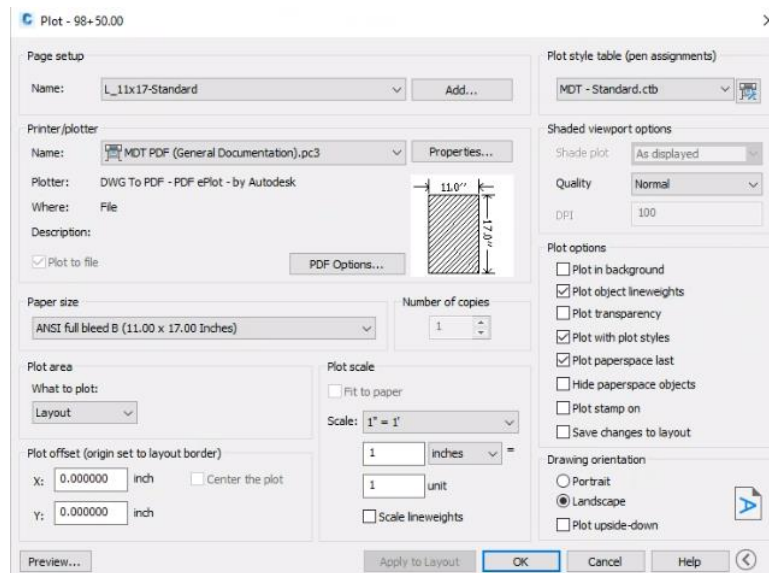 Plot - 98+50.00
Page setup
Name: L_11x17-Standard Add...
Printer/plotter
Name: MDT PDF (General Documentation).pc3 Properties...
Plotter: DWG To PDF - PDF ePlot - by Autodesk
Where: File
Description:
Plot to file PDF Options...
11.0''
17.0''
Paper size
ANSI full bleed B (11.00 x 17.00 Inches)
Number of copies
1
Plot area
What to plot:
Layout
Plot offset (origin set to layout border)
X: 0.000000 inch Center the plot
Y: 0.000000 inch
Plot scale
Fit to paper
Scale: 1" = 1'
1 inches =
1 unit
Scale lineweights
Plot style table (pen assignments)
MDT - Standard.ctb
Shaded viewport options
Shade plot As displayed
Quality Normal
DPI 100
Plot options
Plot in background
Plot object lineweights
Plot transparency
Plot with plot styles
Plot paperspace last
Hide paperspace objects
Plot stamp on
Save changes to layout
Drawing orientation
Portrait
Landscape
Plot upside-down
A
Preview... Apply to Layout OK Cancel Help